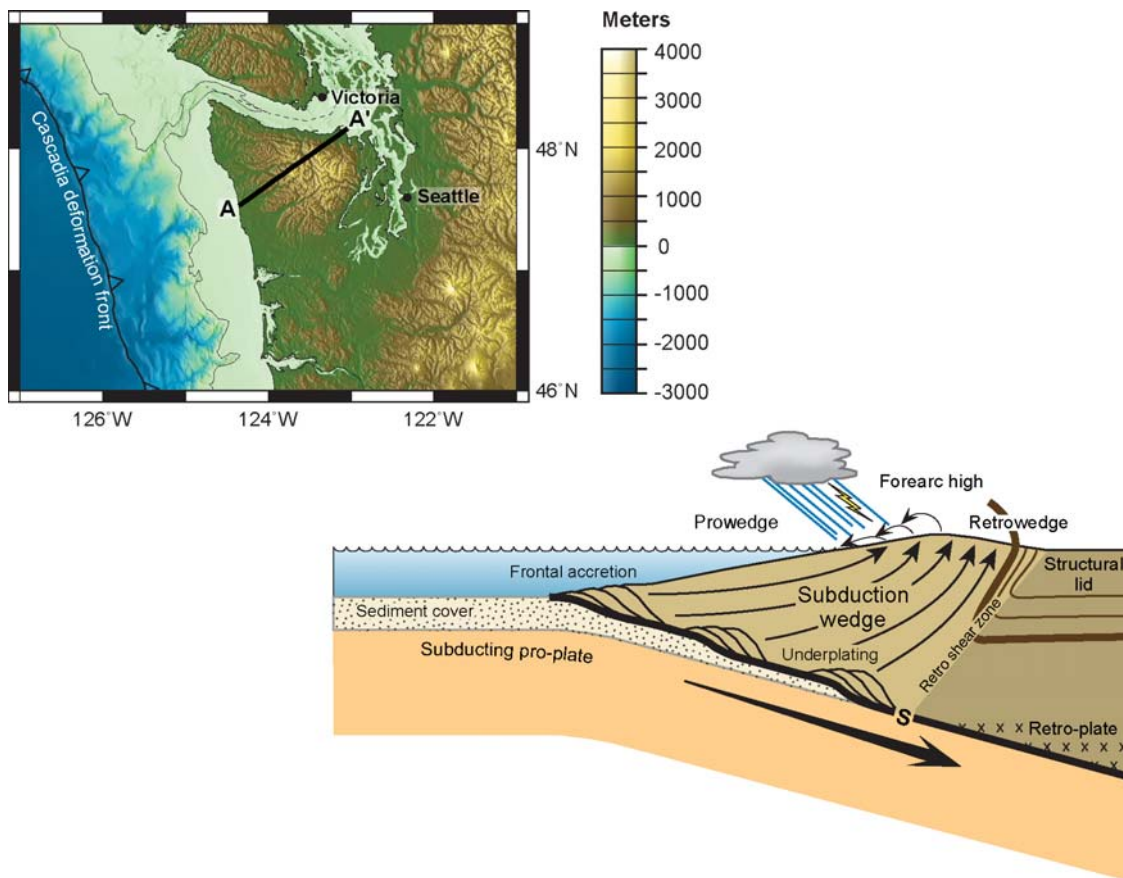 Meters
4000
3000
2000
1000
0
-1000
-2000
-3000
Victoria
A'
A
Seattle
Cascadia deformation front
48°N
46°N
126°W
124°W
122°W
Forearc high
Prowedge
Retrowedge
Frontal accretion
Structural
lid
Sediment cover
Subduction
wedge
Subducting pro-plate
Underplating
Retro shear zone
S
Retro-plate
x x x x x x
x x x x
x x